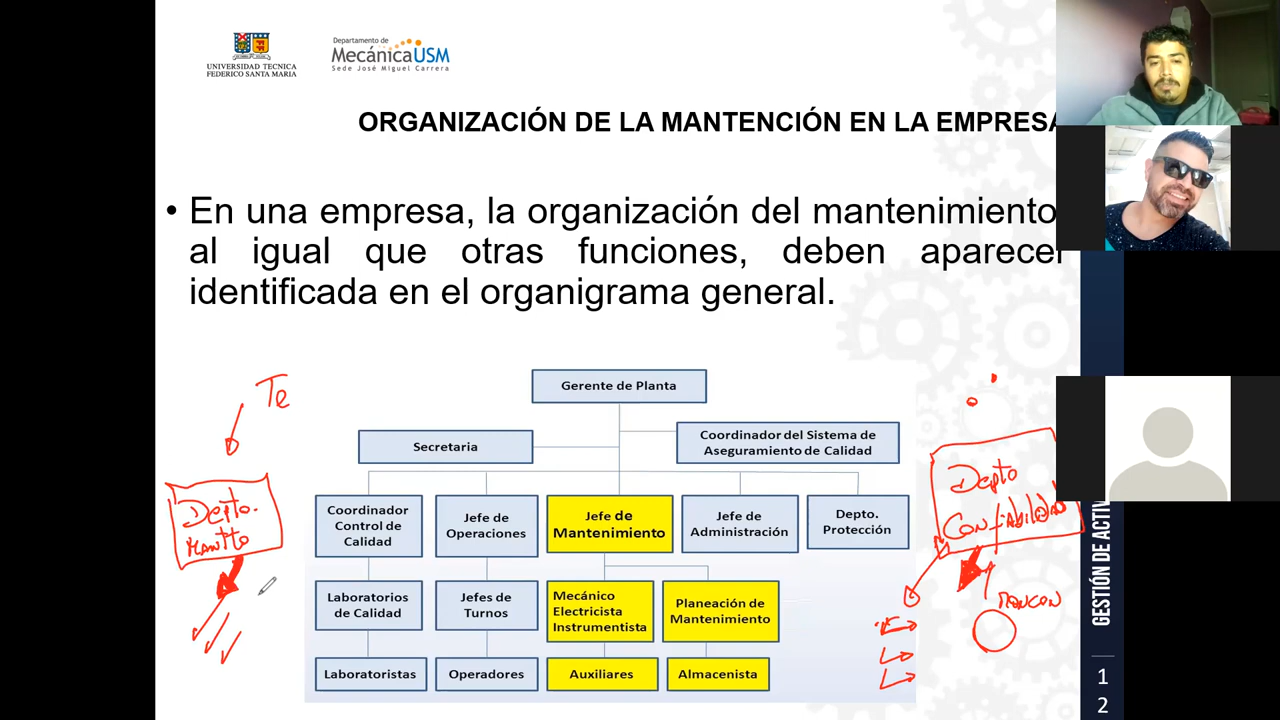 UNIVERSIDAD TECNICA
FEDERICO SANTA MARIA
Departamento de
MecánicaUSM
Sede José Miguel Carrera
ORGANIZACIÓN DE LA MANTENCIÓN EN LA EMPRESA
• En una empresa, la organización del mantenimiento
al igual que otras funciones, deben aparecer
identificada en el organigrama general.
Te
Gerente de Planta
Secretaria
Coordinador del Sistema de
Aseguramiento de Calidad
Depto.
Mantto
Coordinador
Control de
Calidad
Jefe de
Operaciones
Jefe de
Mantenimiento
Jefe de
Administración
Depto.
Protección
Depto
Confiabilidad
Laboratorios
de Calidad
Jefes de
Turnos
Mecánico
Electricista
Instrumentista
Planeación de
Mantenimiento
Laboratoristas
Operadores
Auxiliares
Almacenista
GESTIÓN DE ACTIV
1
2